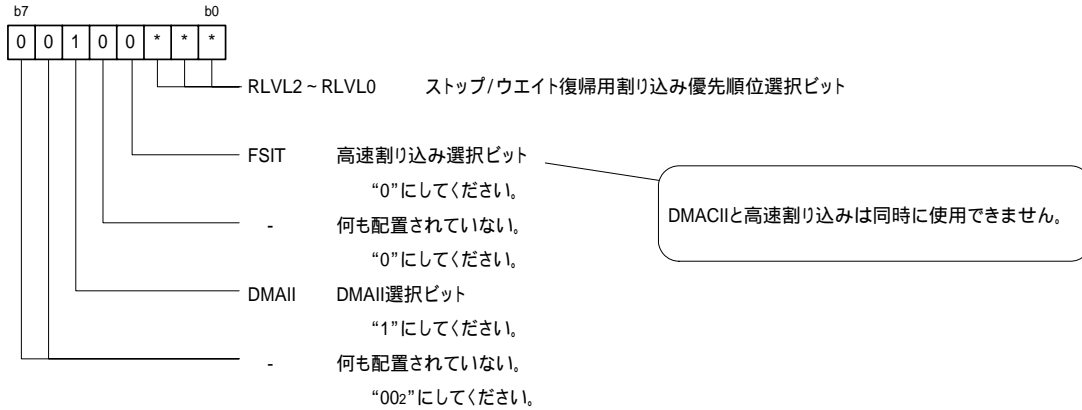 b7 b0
0 0 1 0 0 * * *
RLVL2 ~ RLVL0 ストップ/ウエイト復帰用割り込み優先順位選択ビット
FSIT 高速割り込み選択ビット
“0”にしてください。
DMACIIと高速割り込みは同時に使用できません。
- 何も配置されていない。
“0”にしてください。
DMAII DMAII選択ビット
“1”にしてください。
- 何も配置されていない。
“002”にしてください。